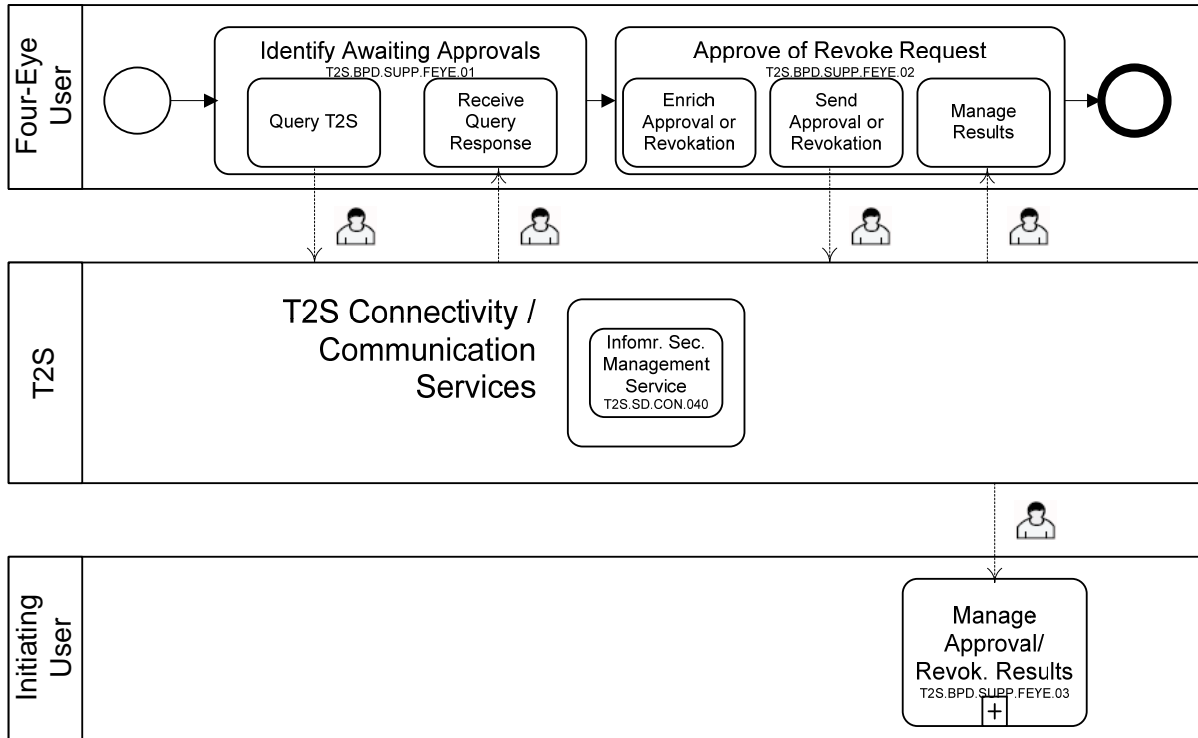 Four-Eye
User
Identify Awaiting Approvals
T2S.BPD.SUPP.FEYE.01
Query T2S
Receive
Query
Response
Approve of Revoke Request
T2S.BPD.SUPP.FEYE.02
Enrich
Approval or
Revokation
Send
Approval or
Revokation
Manage
Results
T2S
T2S Connectivity /
Communication
Services
Infomr. Sec.
Management
Service
T2S.SD.CON.040
Initiating
User
Manage
Approval/
Revok. Results
T2S.BPD.SUPP.FEYE.03